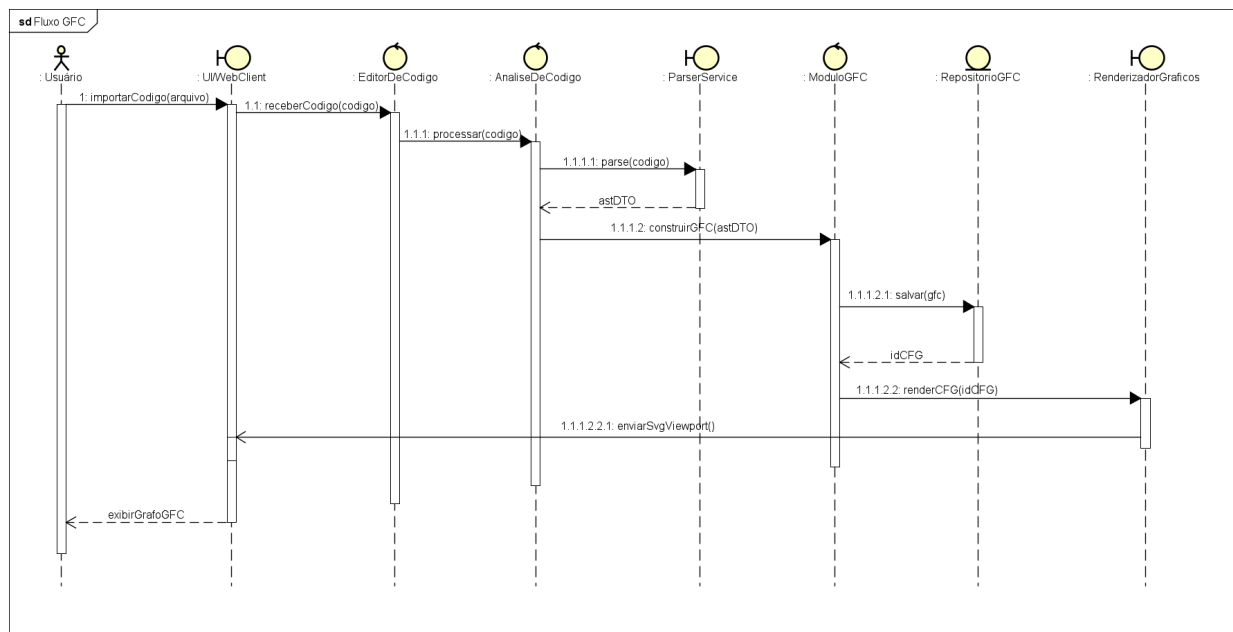 sd Fluxo GFC
: Usuário
: UI/WebClient
: EditorDeCodigo
: AnaliseDeCodigo
: ParserService
: ModuloGFC
: RepositorioGFC
: RenderizadorGraficos
1: importarCodigo(arquivo)
1.1: receberCodigo(codigo)
1.1.1: processar(codigo)
1.1.1.1: parse(codigo)
astDTO
1.1.1.2: construirGFC(astDTO)
1.1.1.2.1: salvar(gfc)
idCFG
1.1.1.2.2: renderCFG(idCFG)
1.1.1.2.2.1: enviarSvgViewport()
exibirGrafoGFC